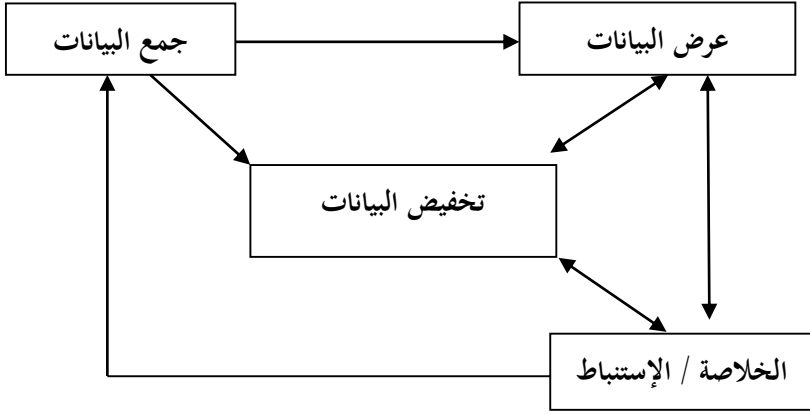 جمع البيانات
عرض البيانات
تخفيض البيانات
الخلاصة / الإستنباط